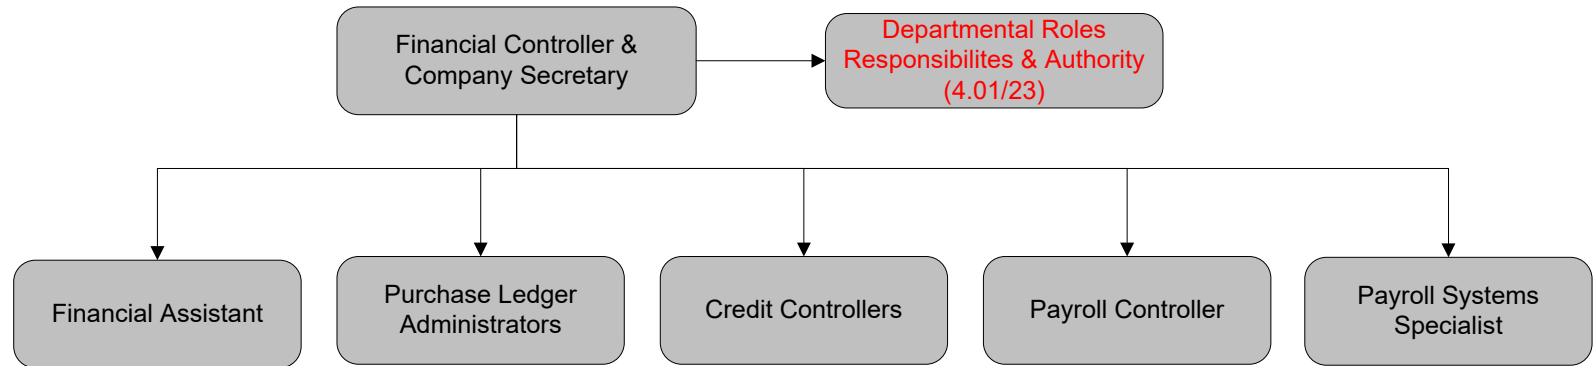 Financial Controller &
Company Secretary
Departmental Roles
Responsibilites & Authority
(4.01/23)
Financial Assistant
Purchase Ledger
Administrators
Credit Controllers
Payroll Controller
Payroll Systems
Specialist